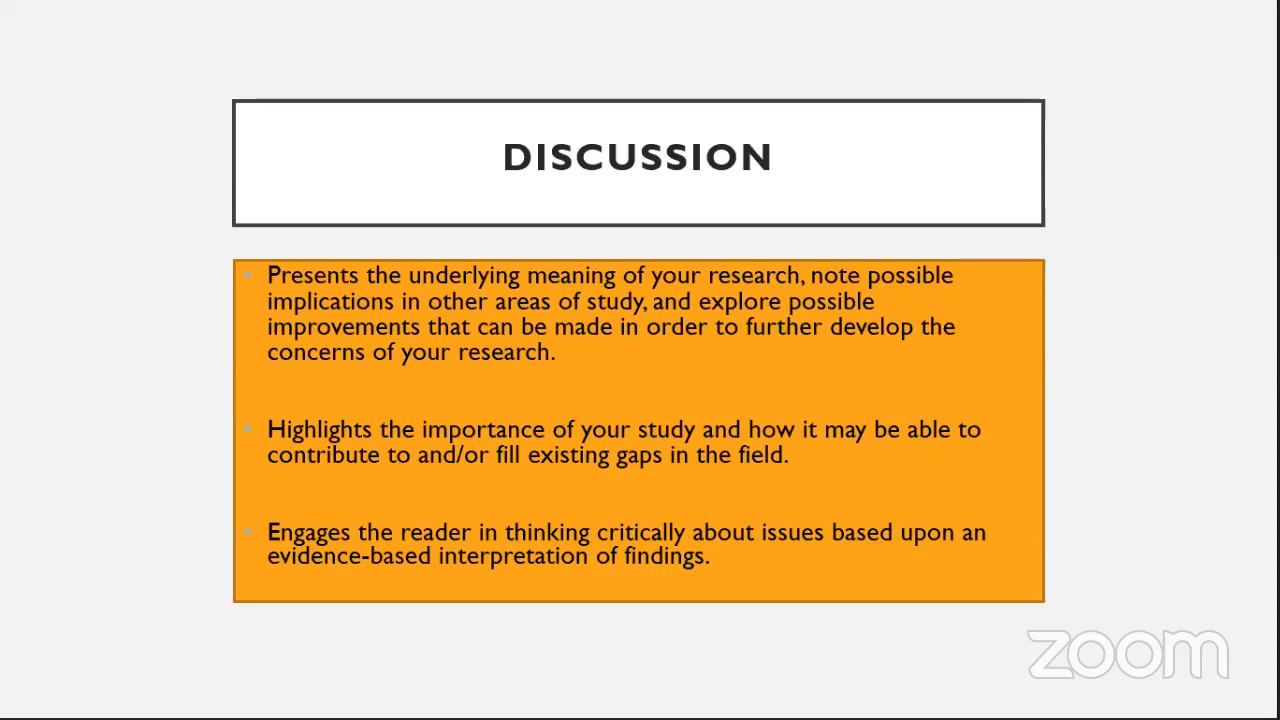 DISCUSSION
• Presents the underlying meaning of your research, note possible
implications in other areas of study, and explore possible
improvements that can be made in order to further develop the
concerns of your research.
• Highlights the importance of your study and how it may be able to
contribute to and/or fill existing gaps in the field.
• Engages the reader in thinking critically about issues based upon an
evidence-based interpretation of findings.
zoom